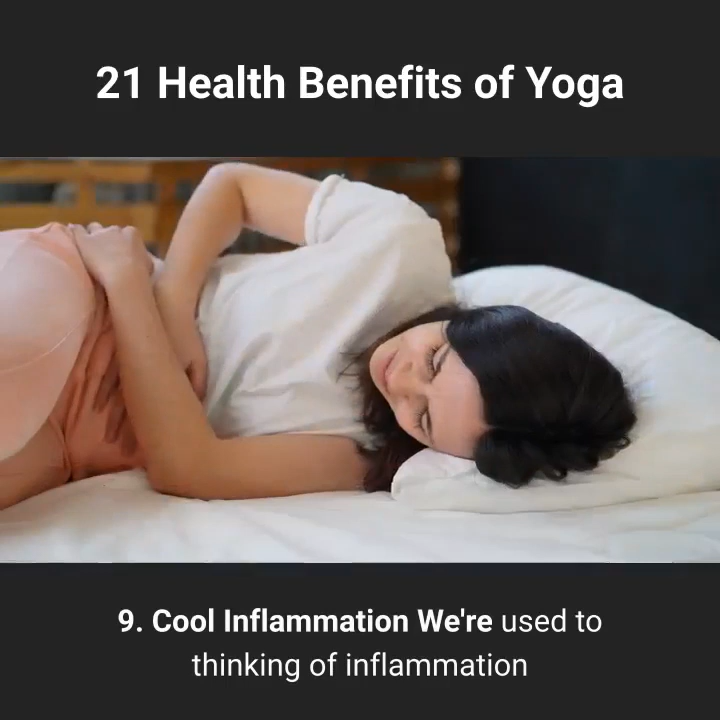 21 Health Benefits of Yoga
9. Cool Inflammation We're used to
thinking of inflammation